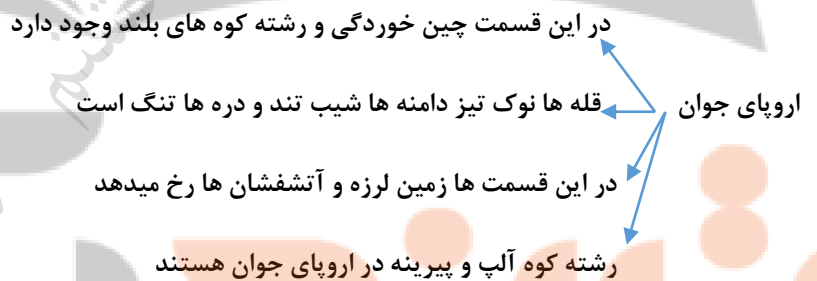 در این قسمت چین خوردگی و رشته کوه های بلند وجود دارد
اروپای جوان
قله ها نوک تیز دامنه ها شیب تند و دره ها تنگ است
در این قسمت ها زمین لرزه و آتشفشان ها رخ میدهد
رشته کوه آلپ و پیرینه در اروپای جوان هستند